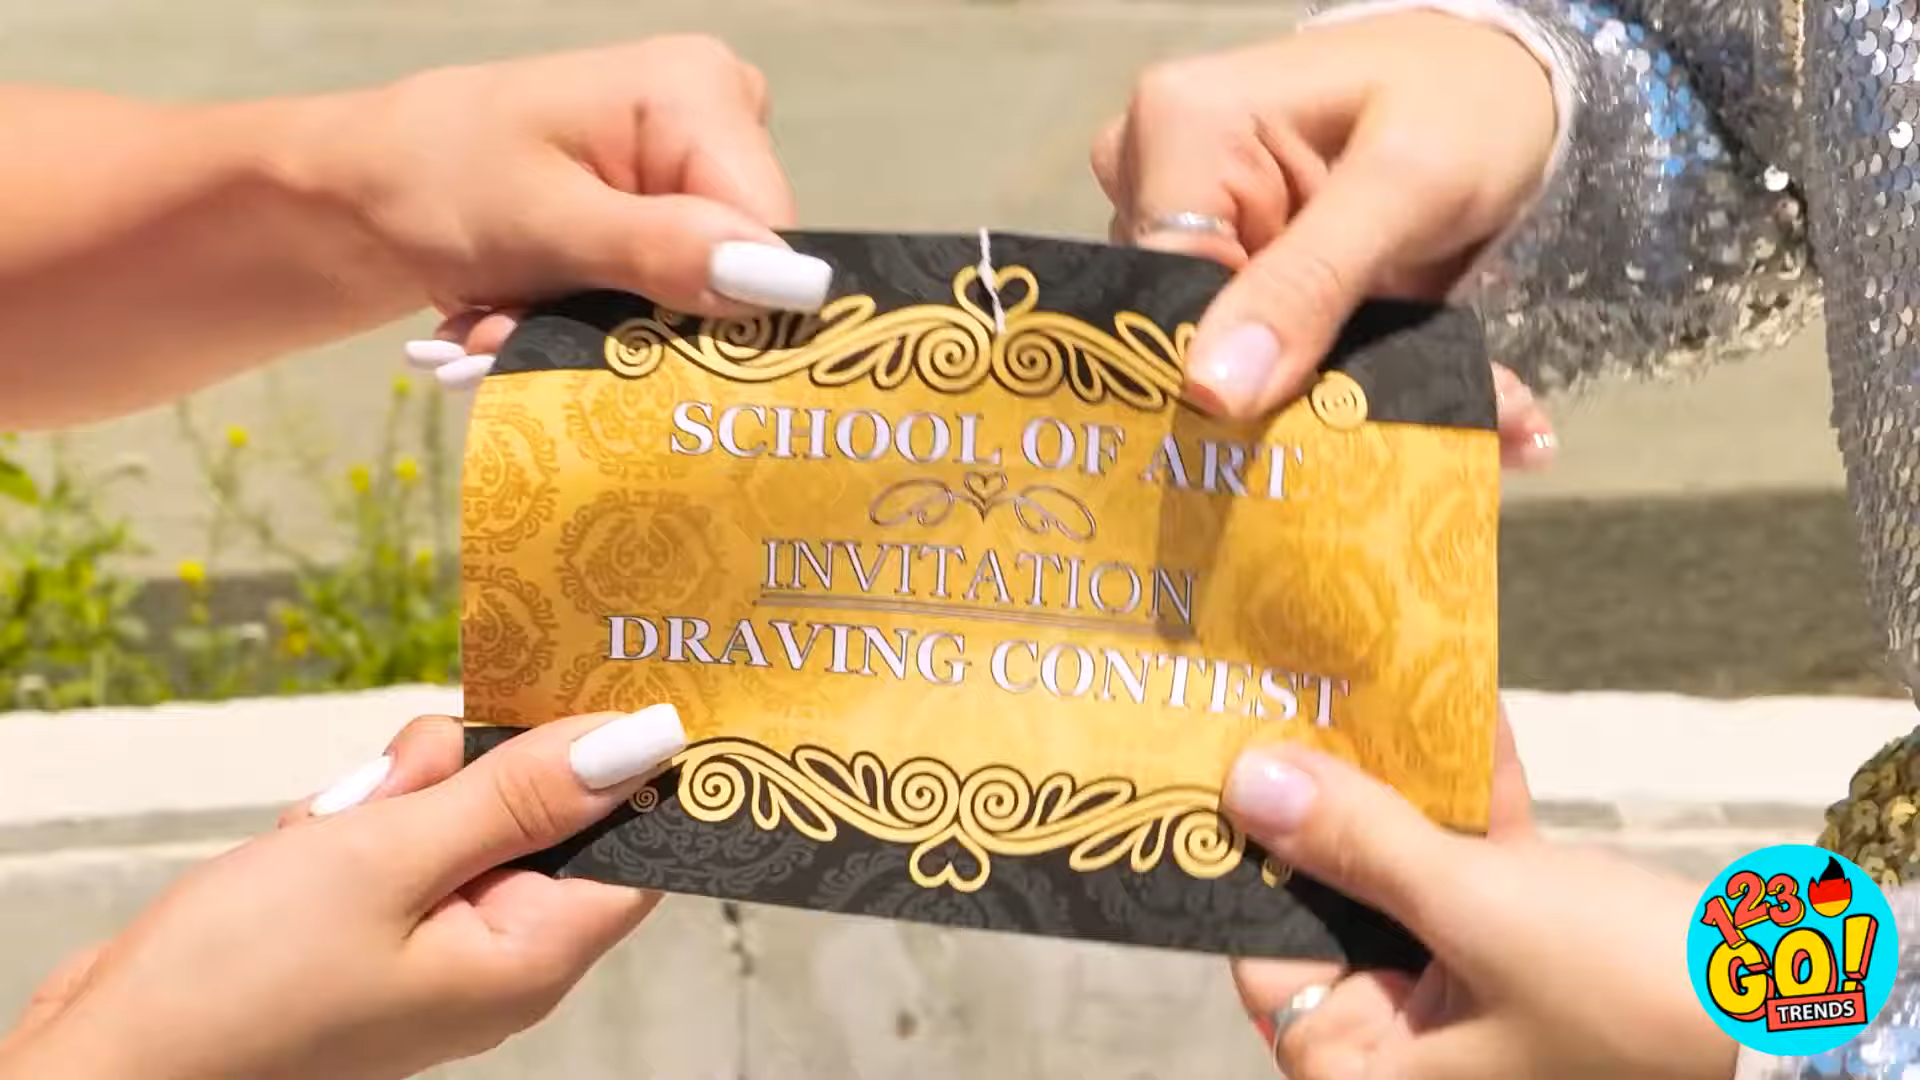 SCHOOL OF ART
INVITATION
DRAVING CONTEST
123
GO!
TRENDS